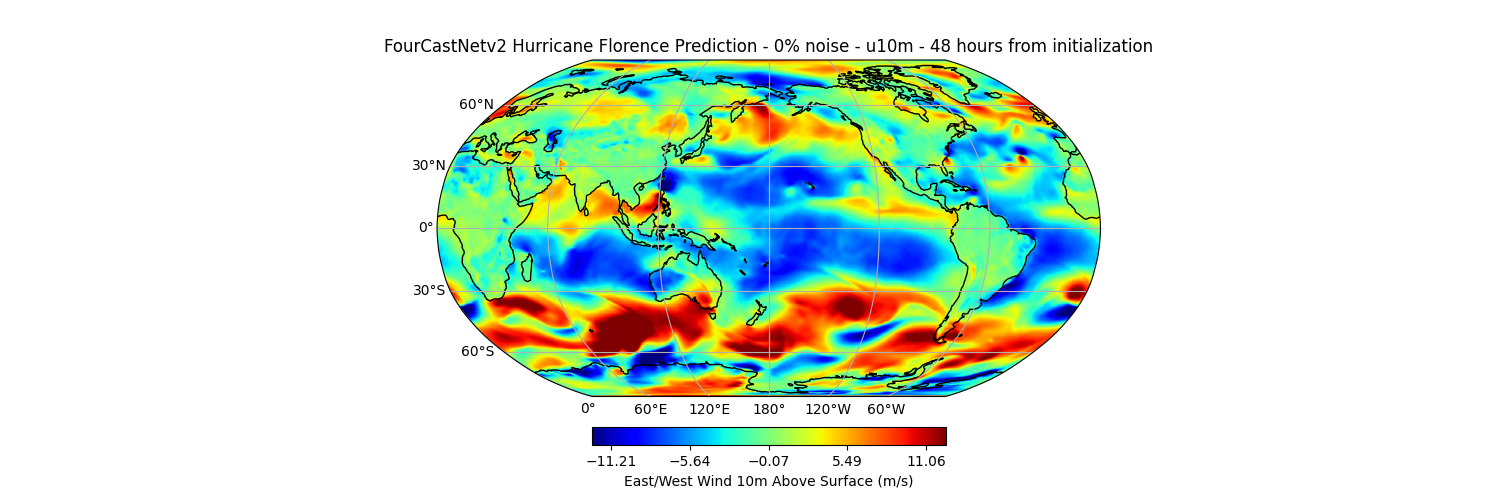 FourCastNetv2 Hurricane Florence Prediction - 0% noise - u10m - 48 hours from initialization
60°N
30°N
0°
30°S
60°S
0° 60°E 120°E 180° 120°W 60°W
−11.21 −5.64 −0.07 5.49 11.06
East/West Wind 10m Above Surface (m/s)